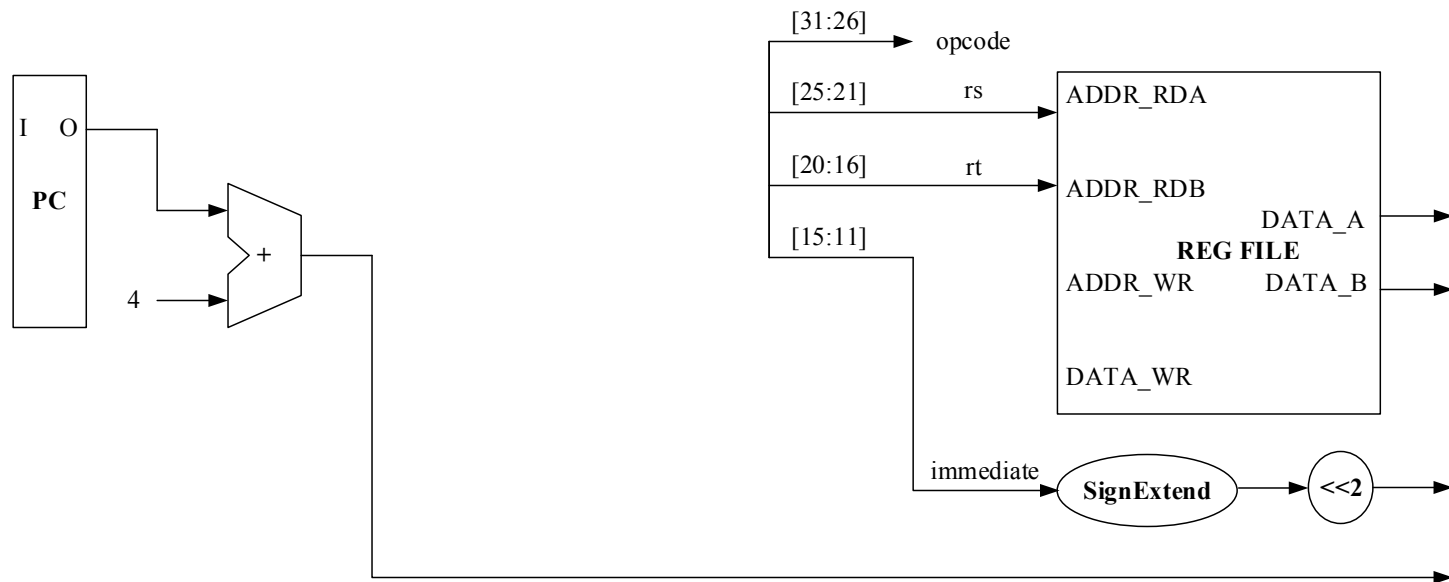 [31:26]
opcode
[25:21] rs
ADDR_RDA
I O
PC
[20:16] rt
ADDR_RDB
DATA_A
[15:11]
REG FILE
+
4
ADDR_WR
DATA_B
DATA_WR
immediate
SignExtend
<<2